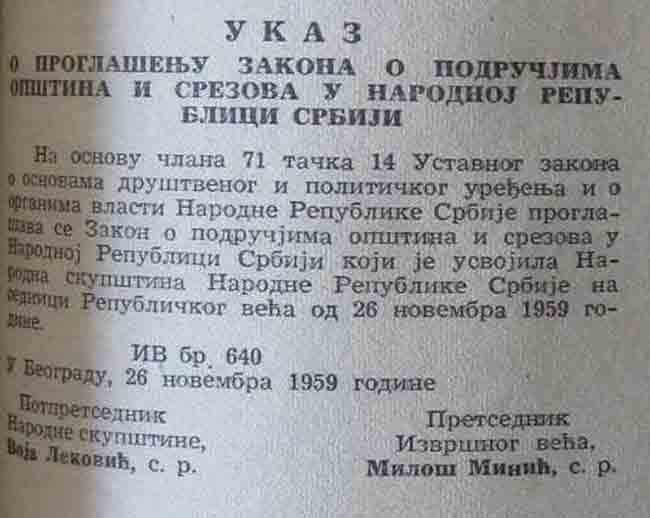 УКАЗ
О ПРОГЛАШЕЊУ ЗАКОНА О ПОДРУЧЈИМА
ОПШТИНА И СРЕЗОВА У НАРОДНОЈ РЕПУ-
БЛИЦИ СРБИЈИ
На основу члана 71 тачка 14 Уставног закона
о основама друштвеног и политичког уређења и о
органима власти Народне Републике Србије прогла-
шава се Закон о подручјима општина и срезова у
Народној Републици Србији који је усвојила На-
родна скупштина Народне Републике Србије на
седници Републичког већа од 26 новембра 1959 го-
дине.
ИВ бр. 640
У Београду, 26 новембра 1959 године
Потпретседник
Народне скупштине,
Воја Лековић, с. р.
Претседник
Извршног већа,
Милош Минић, с. р.